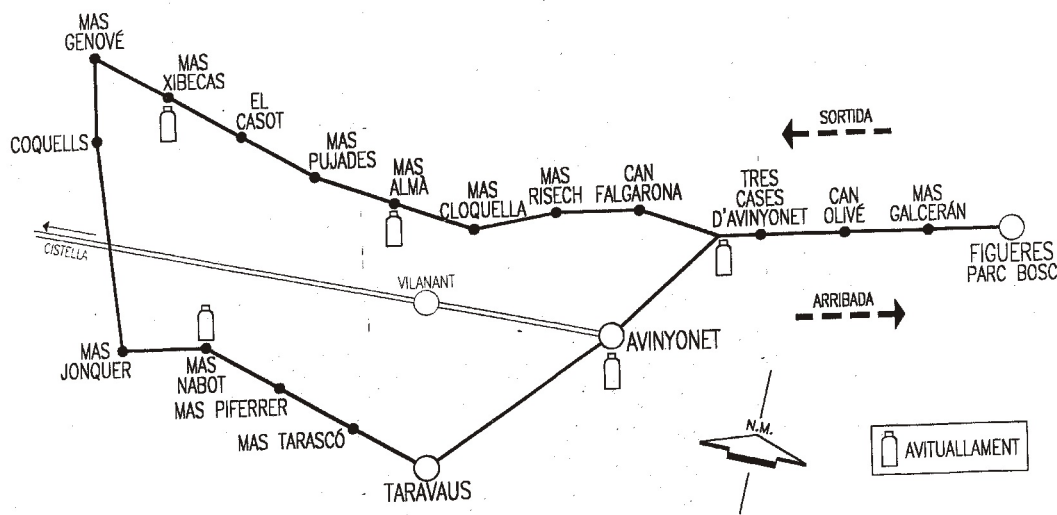 MAS
GENOVÉ
MAS
XIBECAS
EL
CASOT
MAS
PUJADES
MAS
ALMÀ
MAS
CLOQUELLA
MAS
RISECH
CAN
FALGARONA
TRES
CASES
D'AVINYONET
CAN
OLIVÉ
MAS
GALCERÁN
FIGUERES
PARC BOSC
SORTIDA
ARRIBADA
COQUELLS
CISTELLA
VILANANT
AVINYONET
MAS
JONQUER
MAS
NABOT
MAS PIFERRER
MAS TARASCÓ
TARAVAUS
N.M.
AVITUALLAMENT